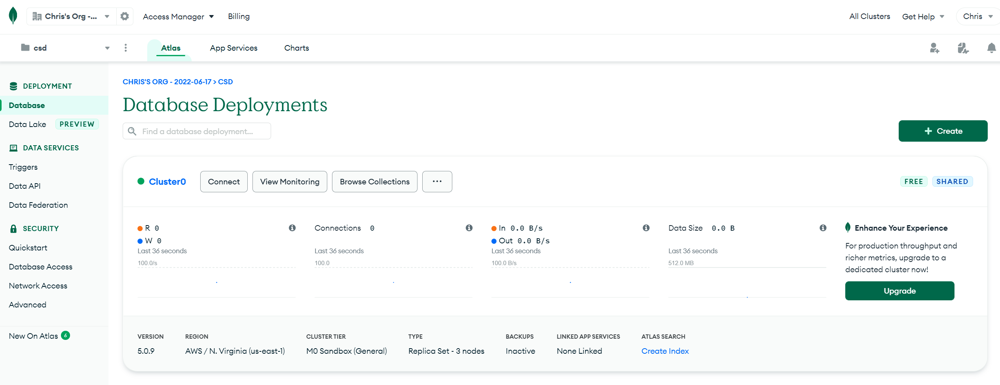 Chris's Org -...
Access Manager
Billing
All Clusters
Get Help
Chris
csd
Atlas
App Services
Charts
DEPLOYMENT
Database
Data Lake PREVIEW
DATA SERVICES
Triggers
Data API
Data Federation
SECURITY
Quickstart
Database Access
Network Access
Advanced
New On Atlas 6
CHRIS'S ORG - 2022-06-17 > CSD
Database Deployments
Find a database deployment...
+ Create
Cluster0
Connect
View Monitoring
Browse Collections
...
FREE
SHARED
R 0
W 0
Last 36 seconds
100.0/s
Connections 0
Last 36 seconds
100.0
In 0.0 B/s
Out 0.0 B/s
Last 36 seconds
100.0 B/s
Data Size 0.0 B
Last 36 seconds
512.0 MB
Enhance Your Experience
For production throughput and
richer metrics, upgrade to a
dedicated cluster now!
Upgrade
VERSION
5.0.9
REGION
AWS / N. Virginia (us-east-1)
CLUSTER TIER
M0 Sandbox (General)
TYPE
Replica Set - 3 nodes
BACKUPS
Inactive
LINKED APP SERVICES
None Linked
ATLAS SEARCH
Create Index